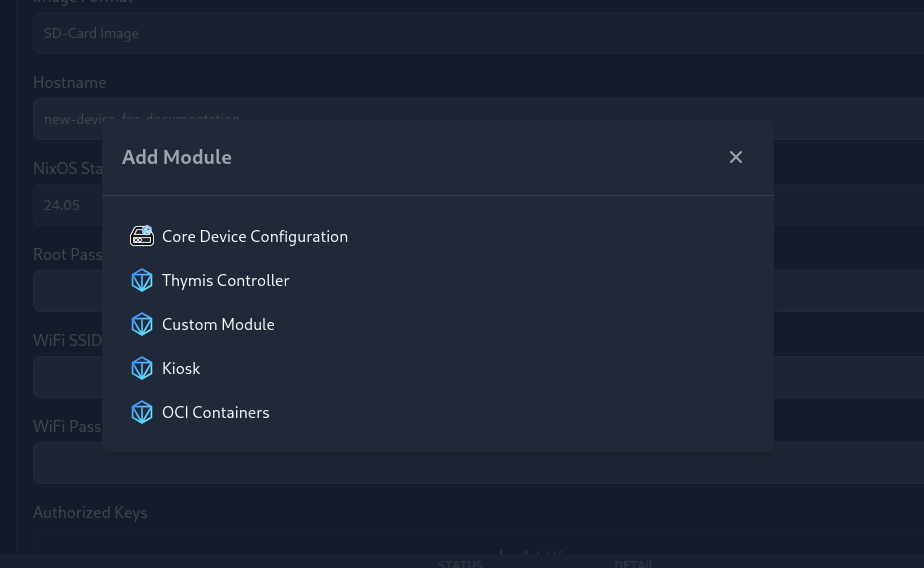 Image Format
SD-Card Image
Hostname
new-device-for-documentation
Add Module
NixOS Sta
24.05
Core Device Configuration
Root Pass
Thymis Controller
Custom Module
WiFi SSID
Kiosk
OCI Containers
WiFi Pass
Authorized Keys
STATUS
DETAIL